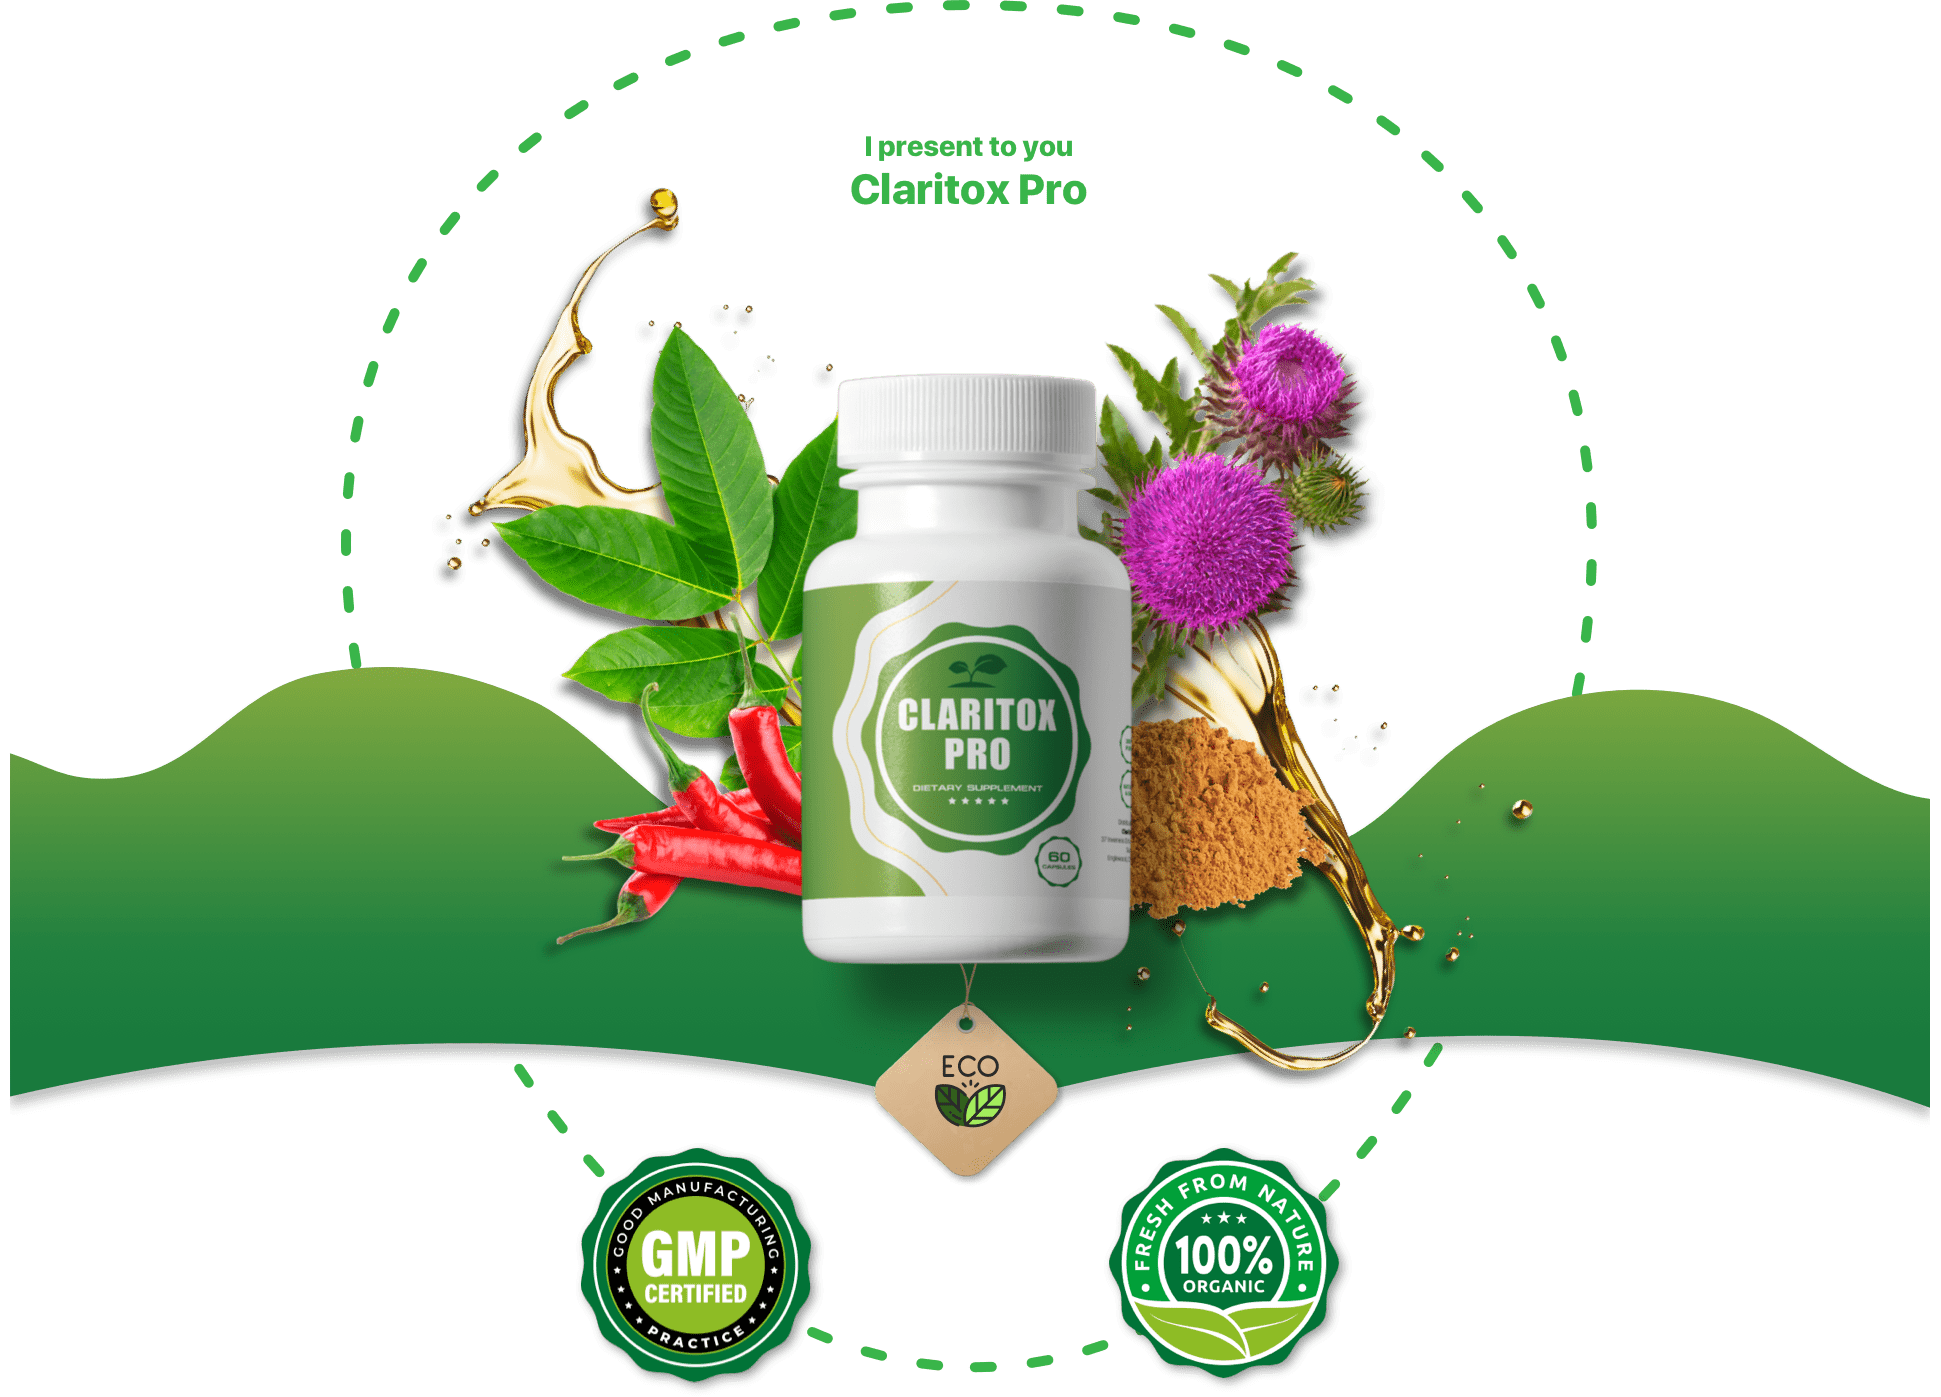 I present to you
Claritox Pro
CLARITOX
PRO
DIETARY SUPPLEMENT
60
CAPSULES
ECO
GOOD MANUFACTURING
GMP
CERTIFIED
PRACTICE
FRESH FROM NATURE
100%
ORGANIC